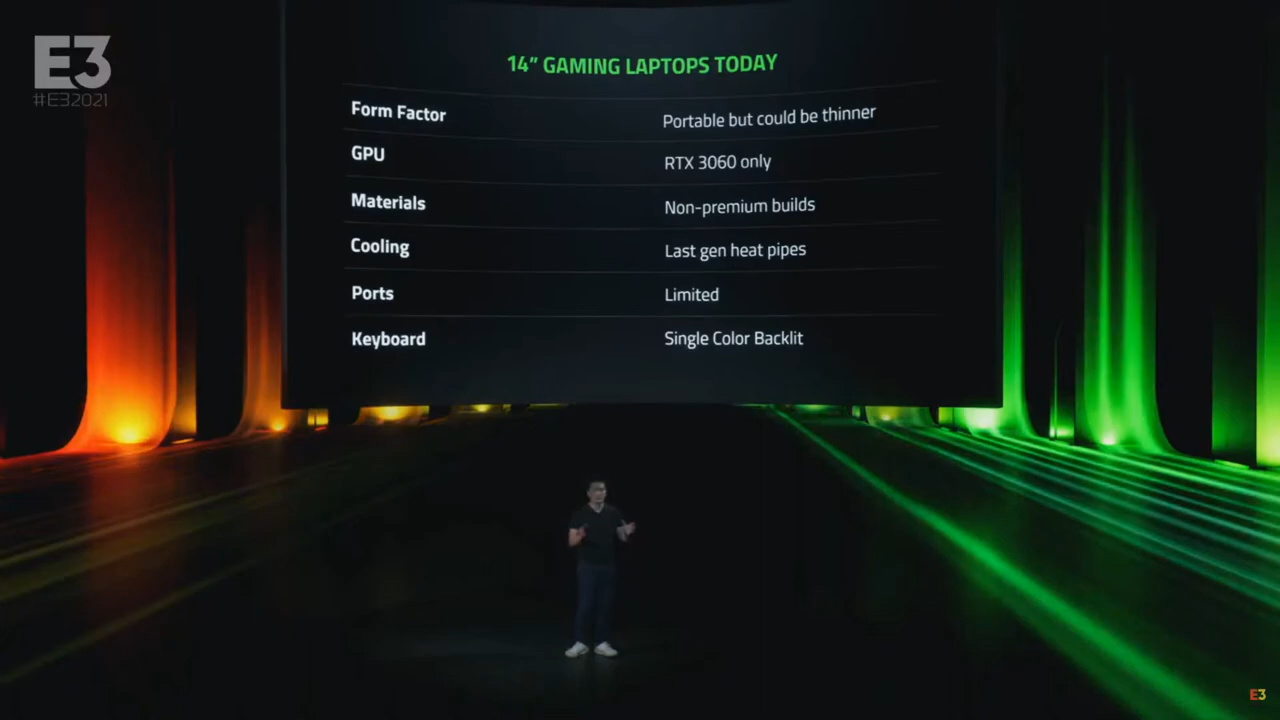 E3
#E32021
14” GAMING LAPTOPS TODAY
Form Factor Portable but could be thinner
GPU RTX 3060 only
Materials Non-premium builds
Cooling Last gen heat pipes
Ports Limited
Keyboard Single Color Backlit
E3